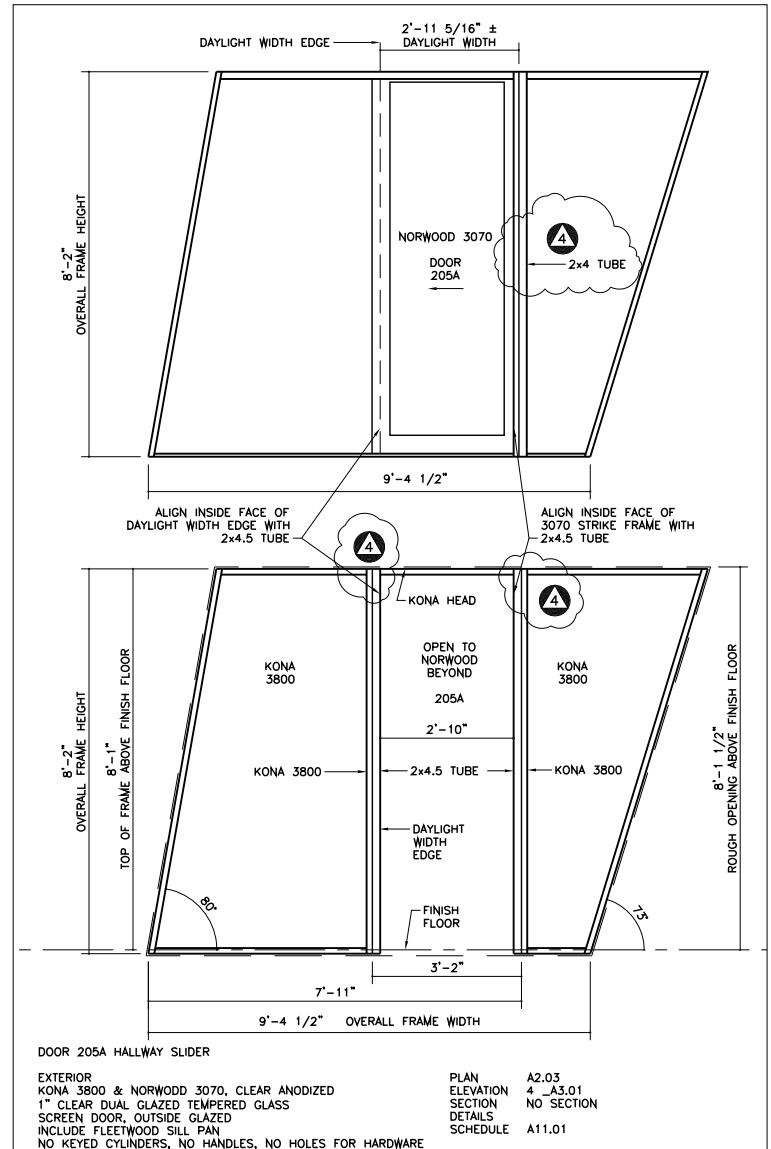 2'-11 5/16" ±
DAYLIGHT WIDTH
DAYLIGHT WIDTH EDGE
8'-2"
OVERALL FRAME HEIGHT
NORWOOD 3070
DOOR
205A
4
2x4 TUBE
9'-4 1/2"
ALIGN INSIDE FACE OF
DAYLIGHT WIDTH EDGE WITH
2x4.5 TUBE
ALIGN INSIDE FACE OF
3070 STRIKE FRAME WITH
2x4.5 TUBE
4
4
KONA HEAD
8'-2"
OVERALL FRAME HEIGHT
8'-1"
TOP OF FRAME ABOVE FINISH FLOOR
KONA
3800
OPEN TO
NORWOOD
BEYOND
205A
KONA
3800
2'-10"
KONA 3800
2x4.5 TUBE
KONA 3800
8'-1 1/2"
ROUGH OPENING ABOVE FINISH FLOOR
DAYLIGHT
WIDTH
EDGE
80°
FINISH
FLOOR
73°
3'-2"
7'-11"
9'-4 1/2" OVERALL FRAME WIDTH
DOOR 205A HALLWAY SLIDER
EXTERIOR
KONA 3800 & NORWODD 3070, CLEAR ANODIZED
1" CLEAR DUAL GLAZED TEMPERED GLASS
SCREEN DOOR, OUTSIDE GLAZED
INCLUDE FLEETWOOD SILL PAN
NO KEYED CYLINDERS, NO HANDLES, NO HOLES FOR HARDWARE
PLAN A2.03
ELEVATION 4 _A3.01
SECTION NO SECTION
DETAILS
SCHEDULE A11.01